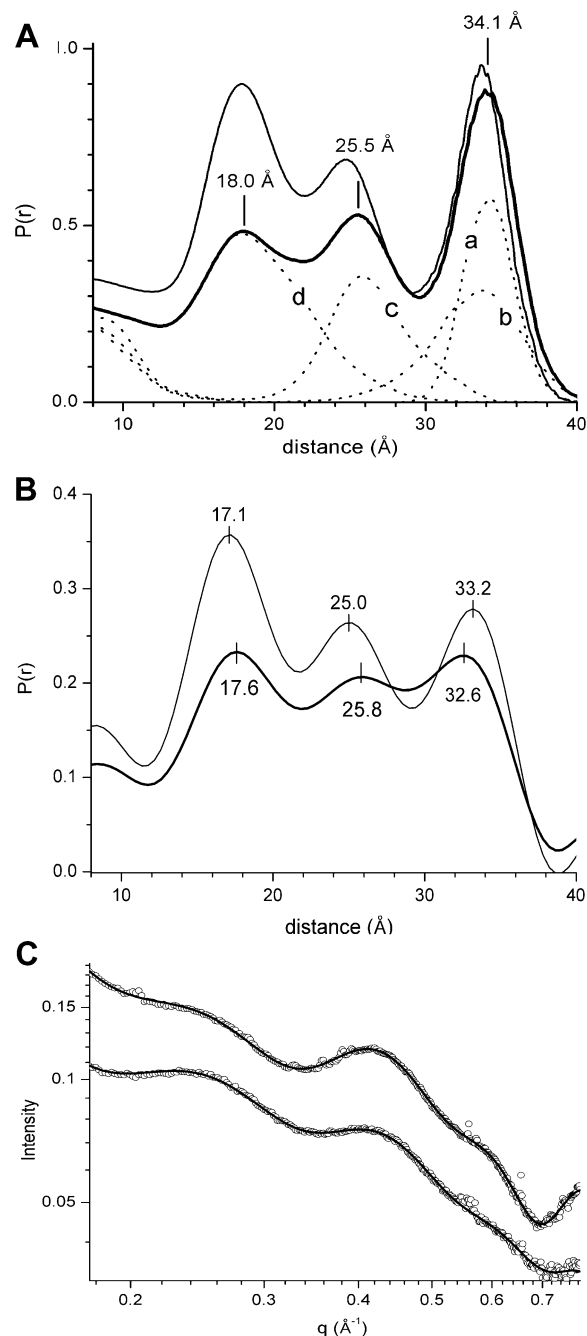 A
34.1 Å
1.0
25.5 Å
18.0 Å
P(r)
0.5
a
d
c
b
0.0
10 20 30 40
distance (Å)
B
0.4
17.1
0.3
25.0
33.2
P(r)
0.2
17.6
25.8
32.6
0.1
0.0
10 20 30 40
distance (Å)
C
0.15
0.1
Intensity
0.05
0.2 0.3 0.4 0.5 0.6 0.7
q (Å⁻¹)